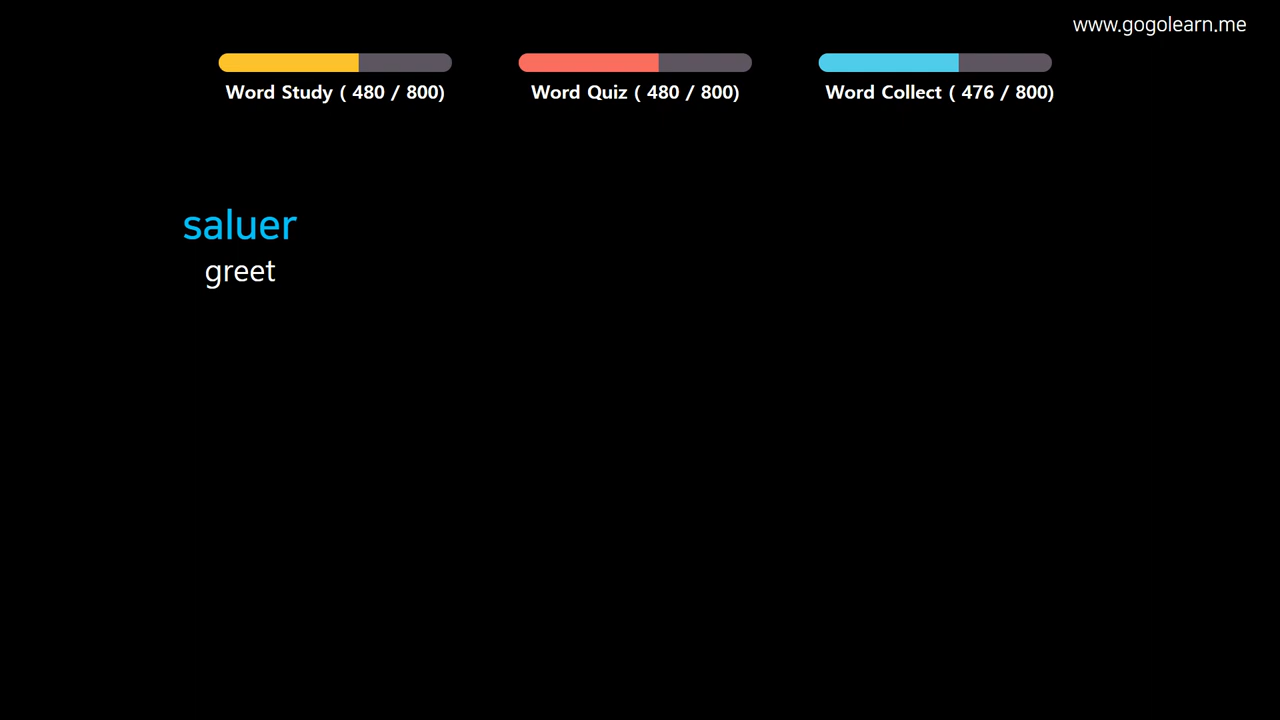 www.gogolearn.me
Word Study ( 480 / 800)
Word Quiz ( 480 / 800)
Word Collect ( 476 / 800)
saluer
greet